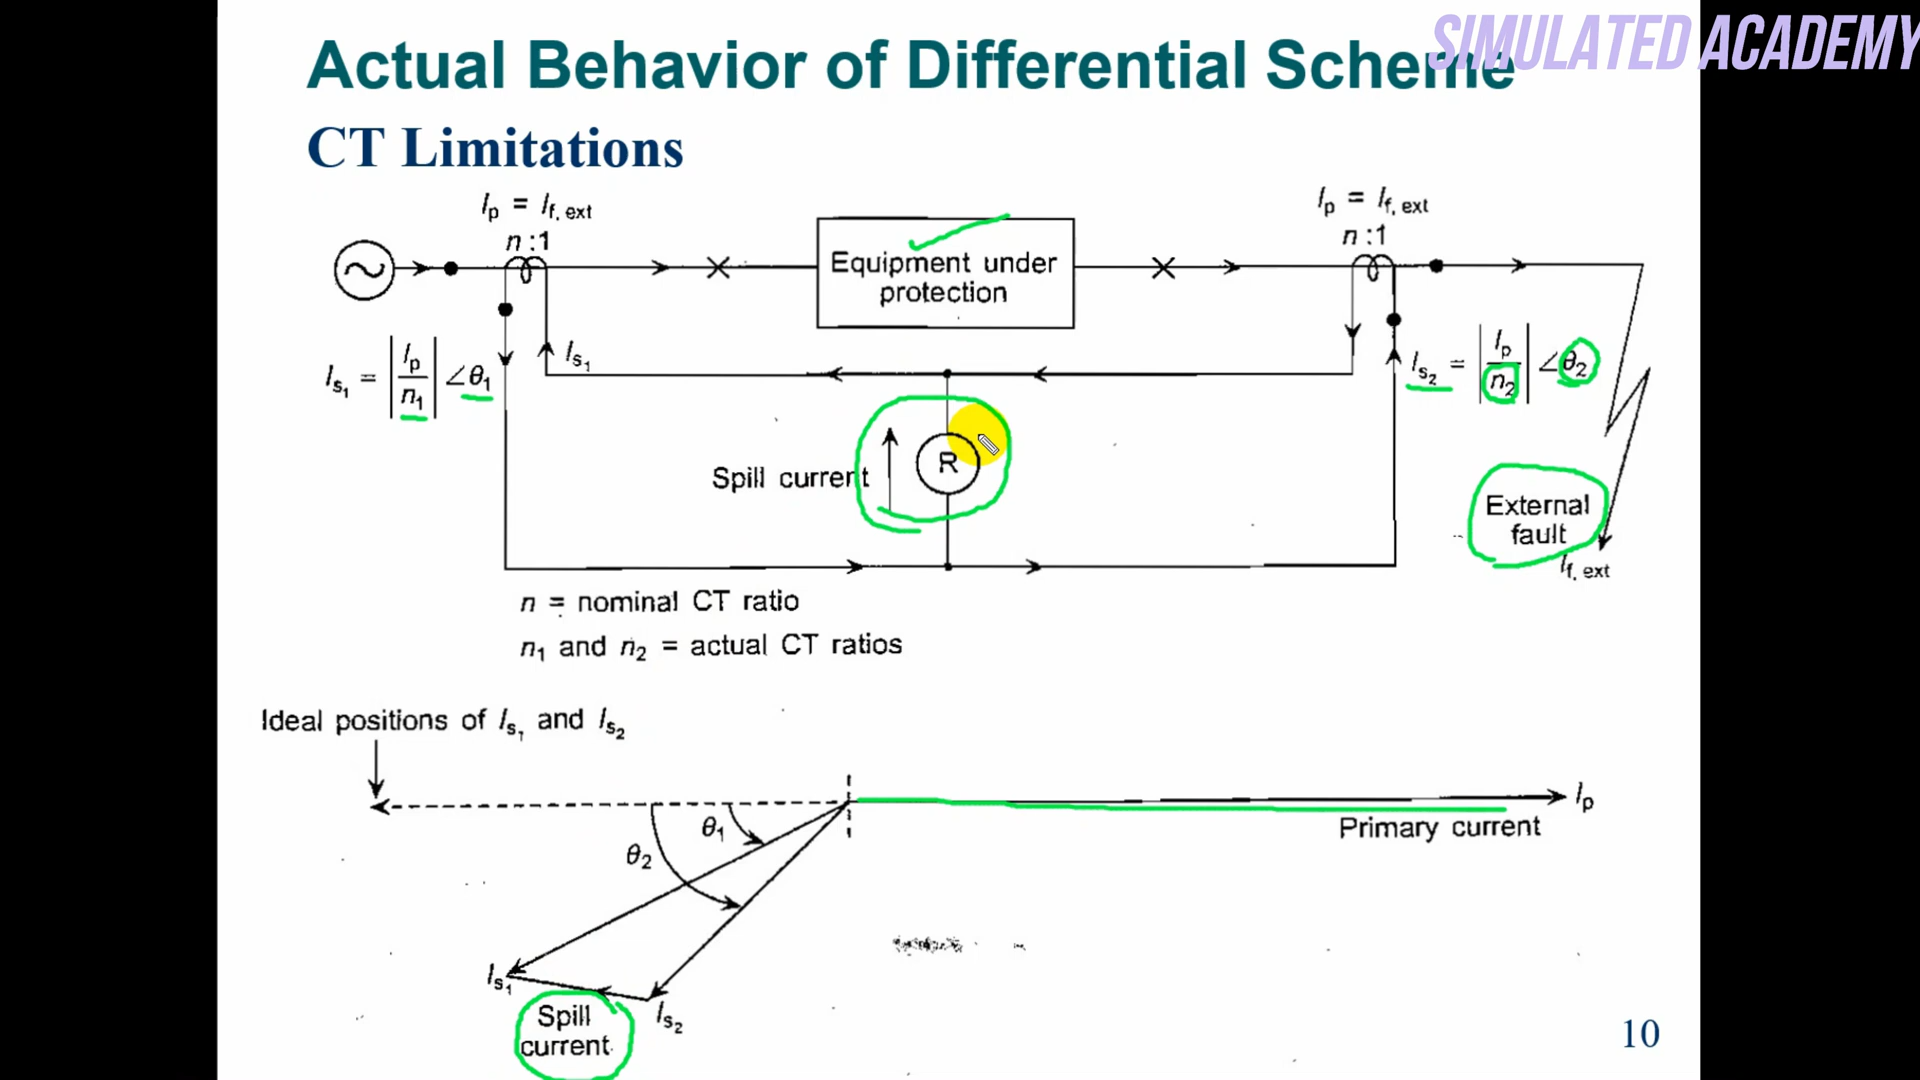 SIMULATED ACADEMY
Actual Behavior of Differential Scheme
CT Limitations
Ip = If, ext
n :1
Equipment under
protection
Ip = If, ext
n :1
Is1 = |Ip/n1| ∠θ1
Is1
Is2 = |Ip/n2| ∠θ2
Spill current
R
External
fault
If, ext
n = nominal CT ratio
n1 and n2 = actual CT ratios
Ideal positions of Is1 and Is2
Ip
Primary current
θ1
θ2
Is1
Is2
Spill
current
10